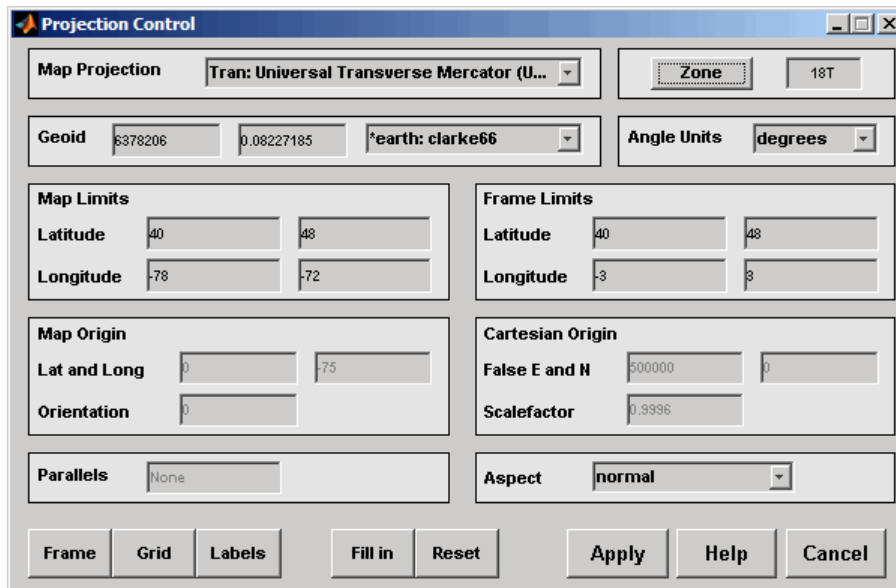 Projection Control
Map Projection Tran: Universal Transverse Mercator (U... Zone 18T
Geoid 6378206 0.08227185 *earth: clarke66 Angle Units degrees
Map Limits
Latitude 40 48
Longitude -78 -72
Frame Limits
Latitude 40 48
Longitude -3 3
Map Origin
Lat and Long 0 -75
Orientation 0
Cartesian Origin
False E and N 500000 0
Scalefactor 0.9996
Parallels None
Aspect normal
Frame Grid Labels Fill in Reset Apply Help Cancel